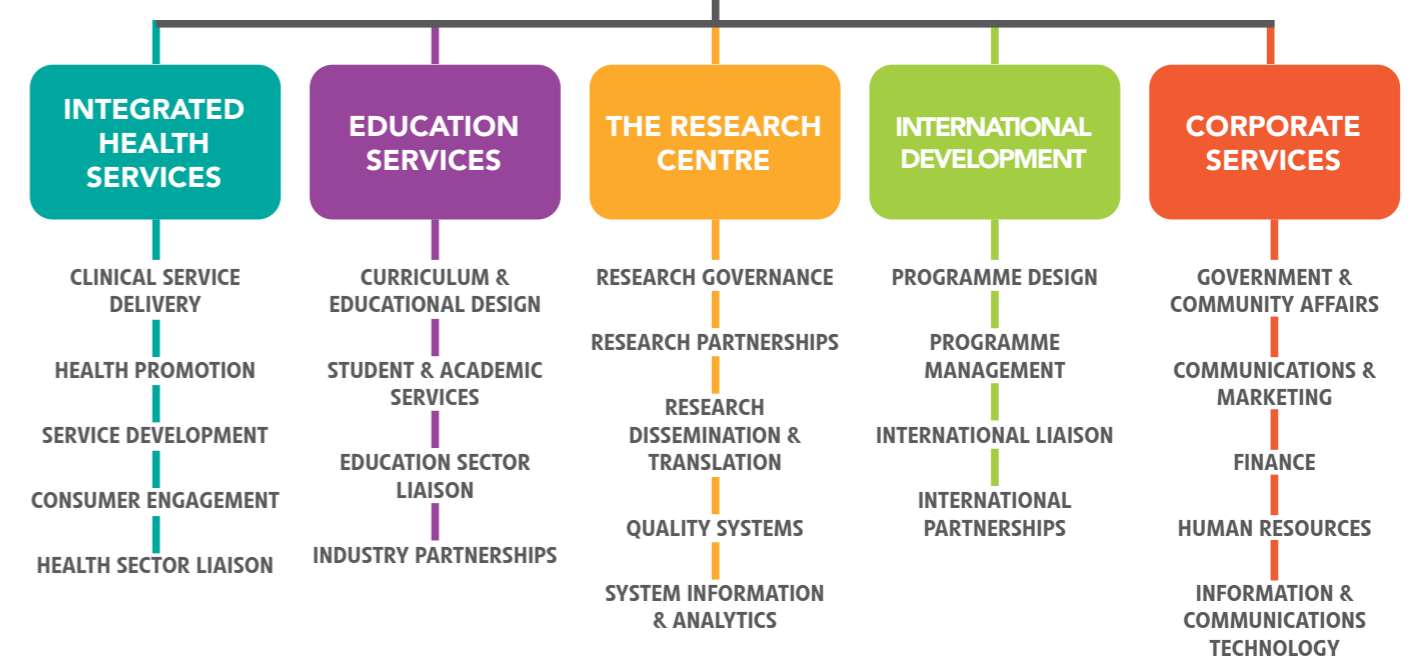 INTEGRATED
HEALTH
SERVICES
CLINICAL SERVICE
DELIVERY
HEALTH PROMOTION
SERVICE DEVELOPMENT
CONSUMER ENGAGEMENT
HEALTH SECTOR LIAISON
EDUCATION
SERVICES
CURRICULUM &
EDUCATIONAL DESIGN
STUDENT & ACADEMIC
SERVICES
EDUCATION SECTOR
LIAISON
INDUSTRY PARTNERSHIPS
THE RESEARCH
CENTRE
RESEARCH GOVERNANCE
RESEARCH PARTNERSHIPS
RESEARCH
DISSEMINATION &
TRANSLATION
QUALITY SYSTEMS
SYSTEM INFORMATION
& ANALYTICS
INTERNATIONAL
DEVELOPMENT
PROGRAMME DESIGN
PROGRAMME
MANAGEMENT
INTERNATIONAL LIAISON
INTERNATIONAL
PARTNERSHIPS
CORPORATE
SERVICES
GOVERNMENT &
COMMUNITY AFFAIRS
COMMUNICATIONS &
MARKETING
FINANCE
HUMAN RESOURCES
INFORMATION &
COMMUNICATIONS
TECHNOLOGY